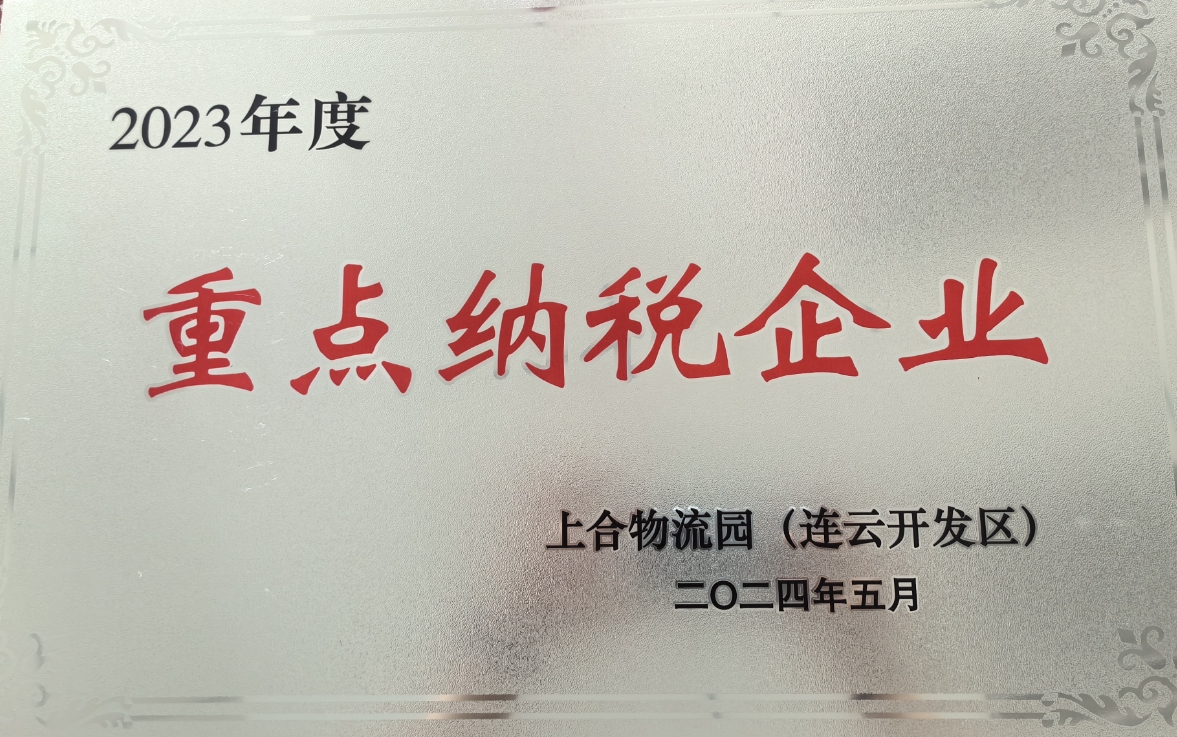 2023年度
重点纳税企业
上合物流园（连云开发区）
二〇二四年五月